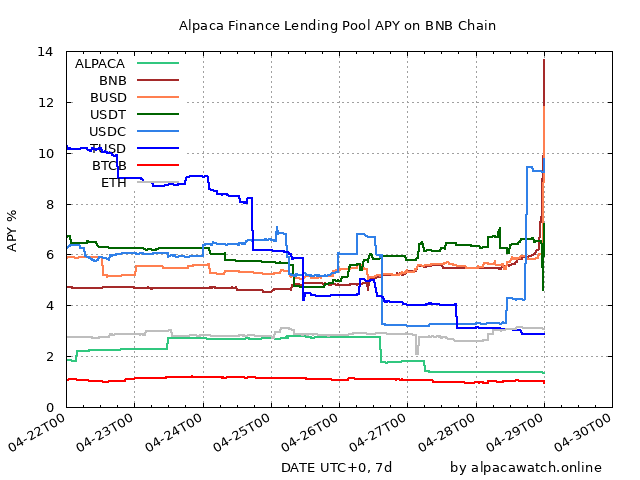 Alpaca Finance Lending Pool APY on BNB Chain
14
12
10
8
6
4
2
0
APY %
ALPACA
BNB
BUSD
USDT
USDC
TUSD
BTCB
ETH
04-22T00
04-23T00
04-24T00
04-25T00
04-26T00
04-27T00
04-28T00
04-29T00
04-30T00
DATE UTC+0, 7d
by alpacawatch.online